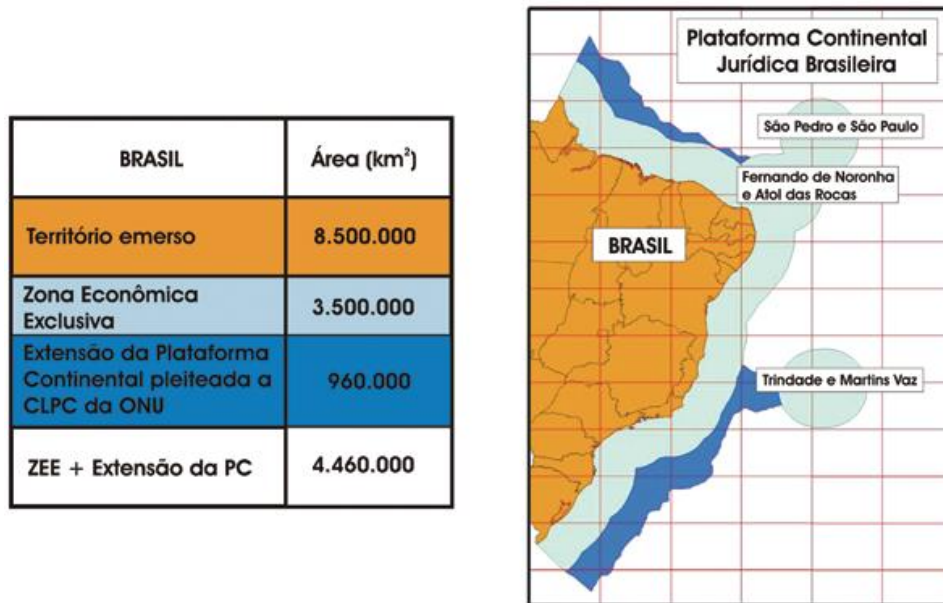 BRASIL
Área (km²)
Território emerso
8.500.000
Zona Econômica
Exclusiva
3.500.000
Extensão da Plataforma
Continental pleiteada a
CLPC da ONU
960.000
ZEE + Extensão da PC
4.460.000
Plataforma Continental
Jurídica Brasileira
São Pedro e São Paulo
Fernando de Noronha
e Atol das Rocas
BRASIL
Trindade e Martins Vaz